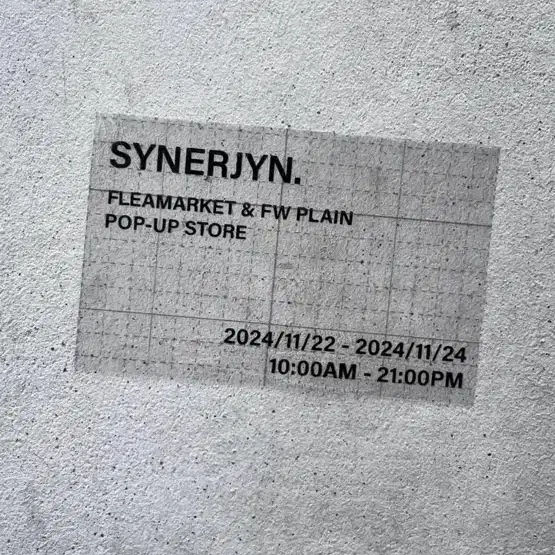 SYNERJYN.
FLEAMARKET & FW PLAIN
POP-UP STORE
2024/11/22 - 2024/11/24
10:00AM - 21:00PM